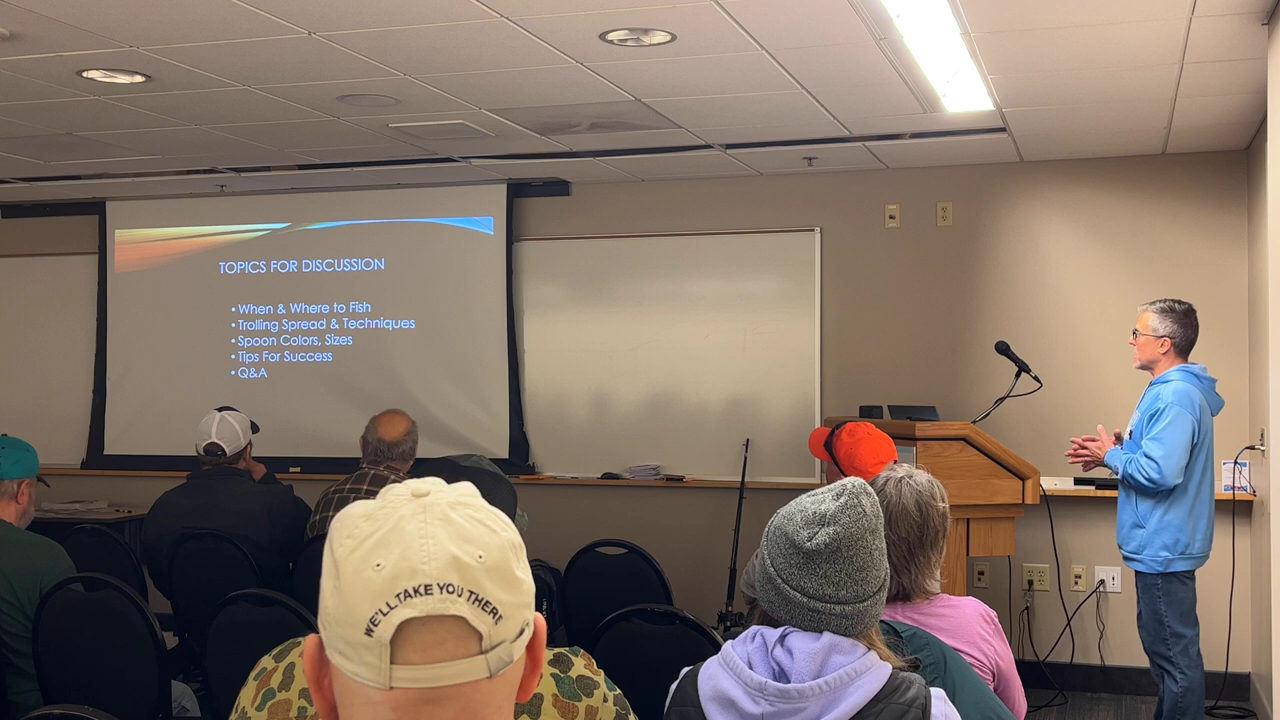 TOPICS FOR DISCUSSION
• When & Where to Fish
• Trolling Spread & Techniques
• Spoon Colors, Sizes
• Tips For Success
• Q&A
WE'LL TAKE YOU THERE